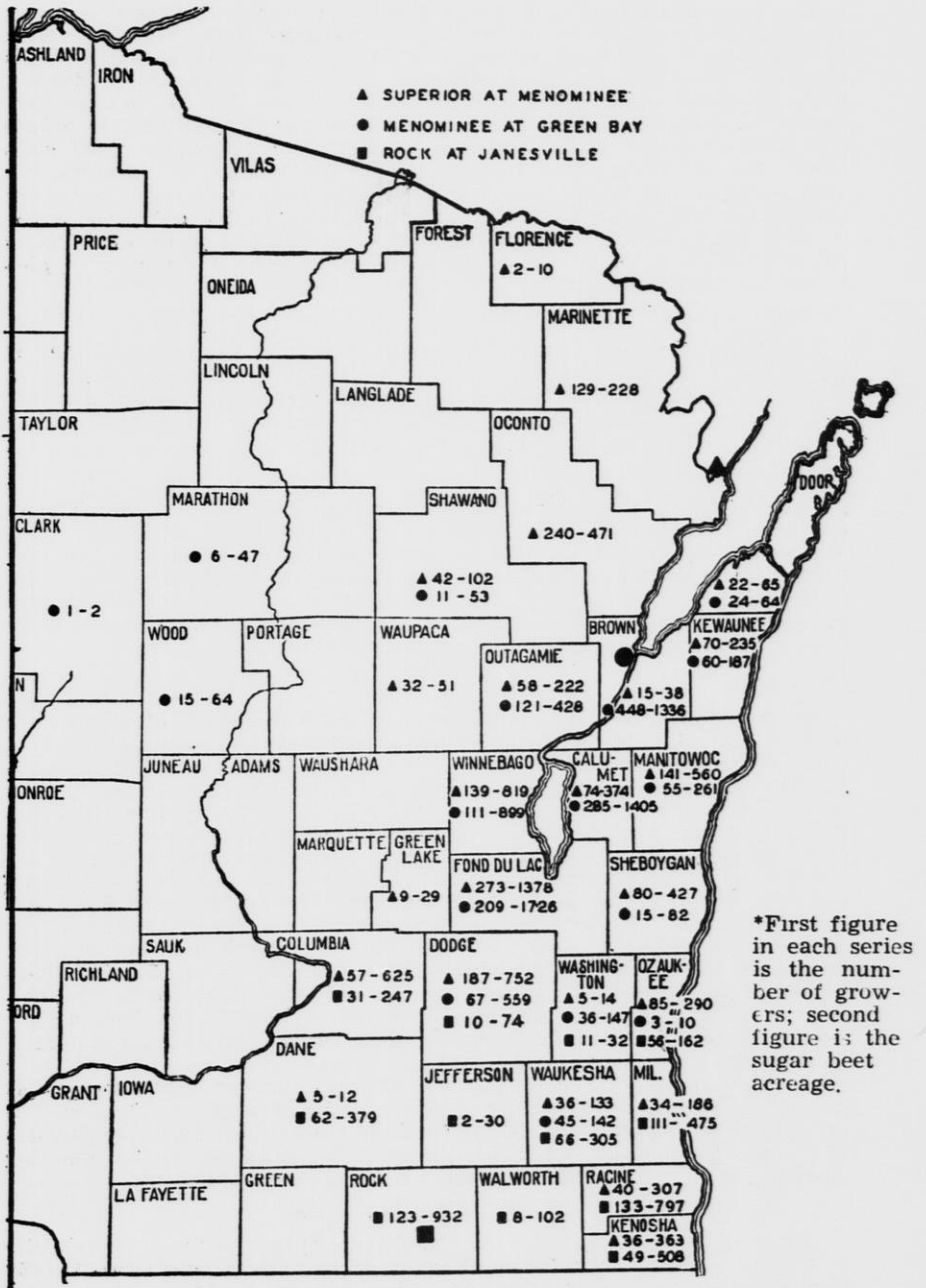 ASHLAND
IRON
▲ SUPERIOR AT MENOMINEE
● MENOMINEE AT GREEN BAY
■ ROCK AT JANESVILLE
VILAS
PRICE
FOREST
FLORENCE
▲ 2-10
ONEIDA
MARINETTE
▲ 129-228
LINCOLN
LANGLADE
TAYLOR
OCONTO
▲ 240-471
DOOR
▲ 22-65
● 24-64
MARATHON
● 6-47
SHAWANO
▲ 42-102
● 11-53
CLARK
● 1-2
WOOD
● 15-64
PORTAGE
WAUPACA
▲ 32-51
OUTAGAMIE
▲ 58-222
● 121-428
BROWN
▲ 15-38
● 448-1336
KEWAUNEE
▲ 70-235
● 60-187
N
ONROE
JUNEAU
ADAMS
WAUSHARA
WINNEBAGO
▲ 139-819
● 111-899
CALU-
MET
▲ 74-374
● 285-1405
MANITOWOC
▲ 141-560
● 55-261
MARQUETTE
GREEN
LAKE
▲ 9-29
FOND DU LAC
▲ 273-1378
● 209-1726
SHEBOYGAN
▲ 80-427
● 15-82
*First figure
in each series
is the num-
ber of grow-
ers; second
figure is the
sugar beet
acreage.
SAUK
COLUMBIA
▲ 57-625
■ 31-247
DODGE
▲ 187-752
● 67-559
■ 10-74
WASHING-
TON
▲ 5-14
● 36-147
■ 11-32
OZAUK-
EE
▲ 85-290
● 3-10
■ 56-162
RICHLAND
ORD
DANE
▲ 5-12
■ 62-379
JEFFERSON
■ 2-30
WAUKESHA
▲ 36-133
● 45-142
■ 66-305
MIL.
▲ 34-186
■ 111-475
GRANT
IOWA
LA FAYETTE
GREEN
ROCK
■ 123-932
WALWORTH
■ 8-102
RACINE
▲ 40-307
■ 133-797
KENOSHA
▲ 36-363
■ 49-508